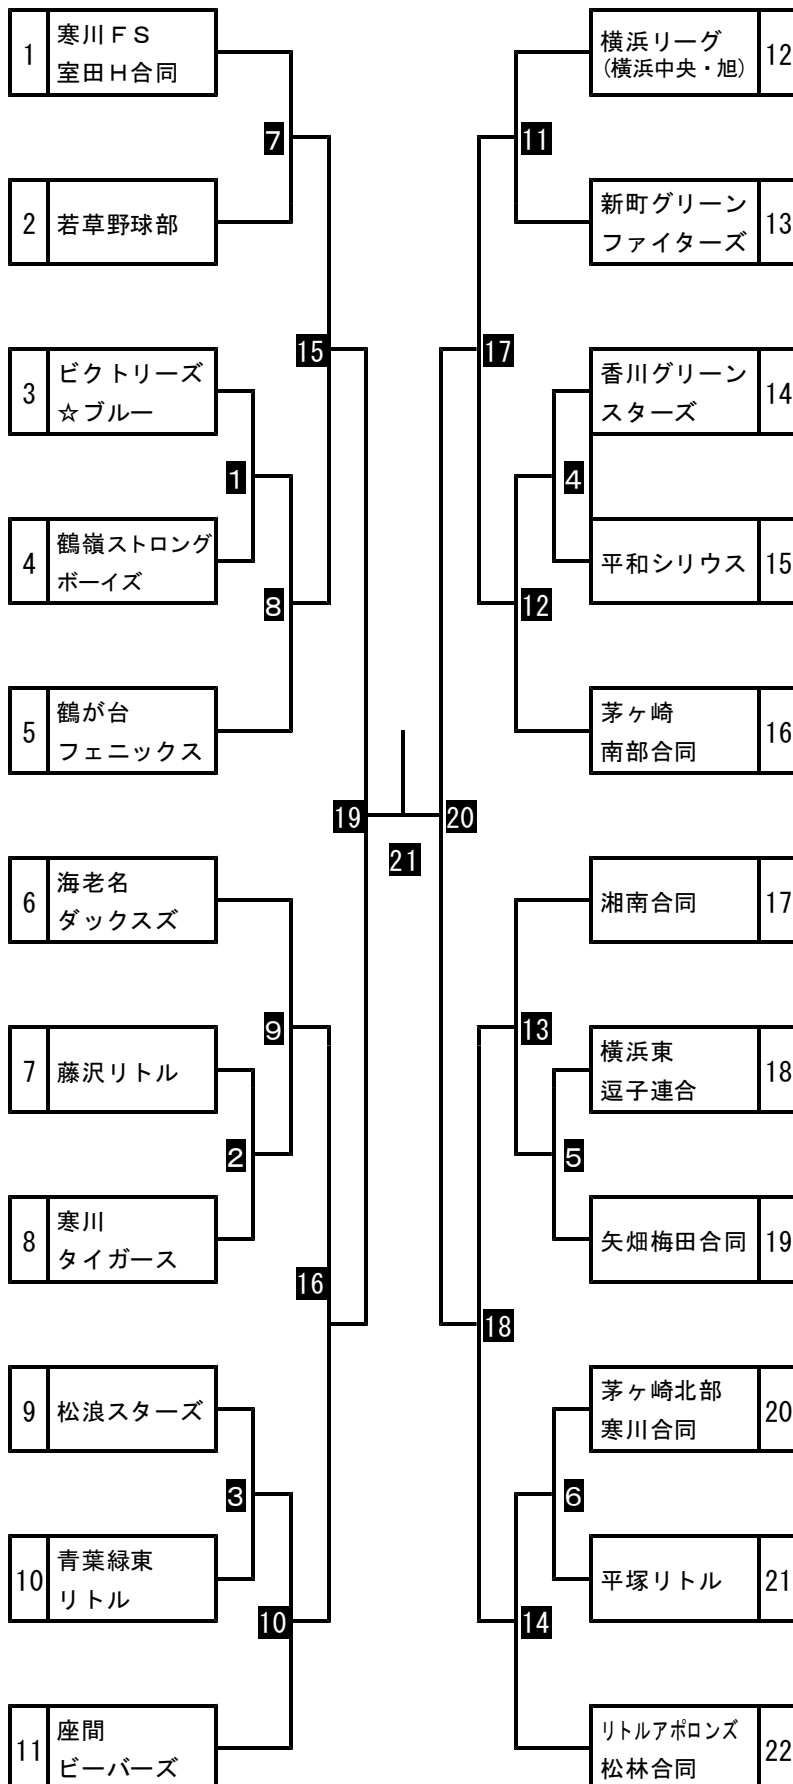 1
寒川ＦＳ
室田Ｈ合同
7
2
若草野球部
15
3
ビクトリーズ
☆ブルー
1
4
鶴嶺ストロング
ボーイズ
8
5
鶴が台
フェニックス
19
6
海老名
ダックスズ
9
7
藤沢リトル
2
8
寒川
タイガース
16
9
松浪スターズ
3
10
青葉緑東
リトル
10
11
座間
ビーバーズ
21
横浜リーグ
(横浜中央・旭)
12
11
新町グリーン
ファイターズ
13
17
香川グリーン
スターズ
14
4
平和シリウス
15
12
茅ヶ崎
南部合同
16
20
湘南合同
17
13
横浜東
逗子連合
18
5
矢畑梅田合同
19
18
茅ヶ崎北部
寒川合同
20
6
平塚リトル
21
14
リトルアポロンズ
松林合同
22